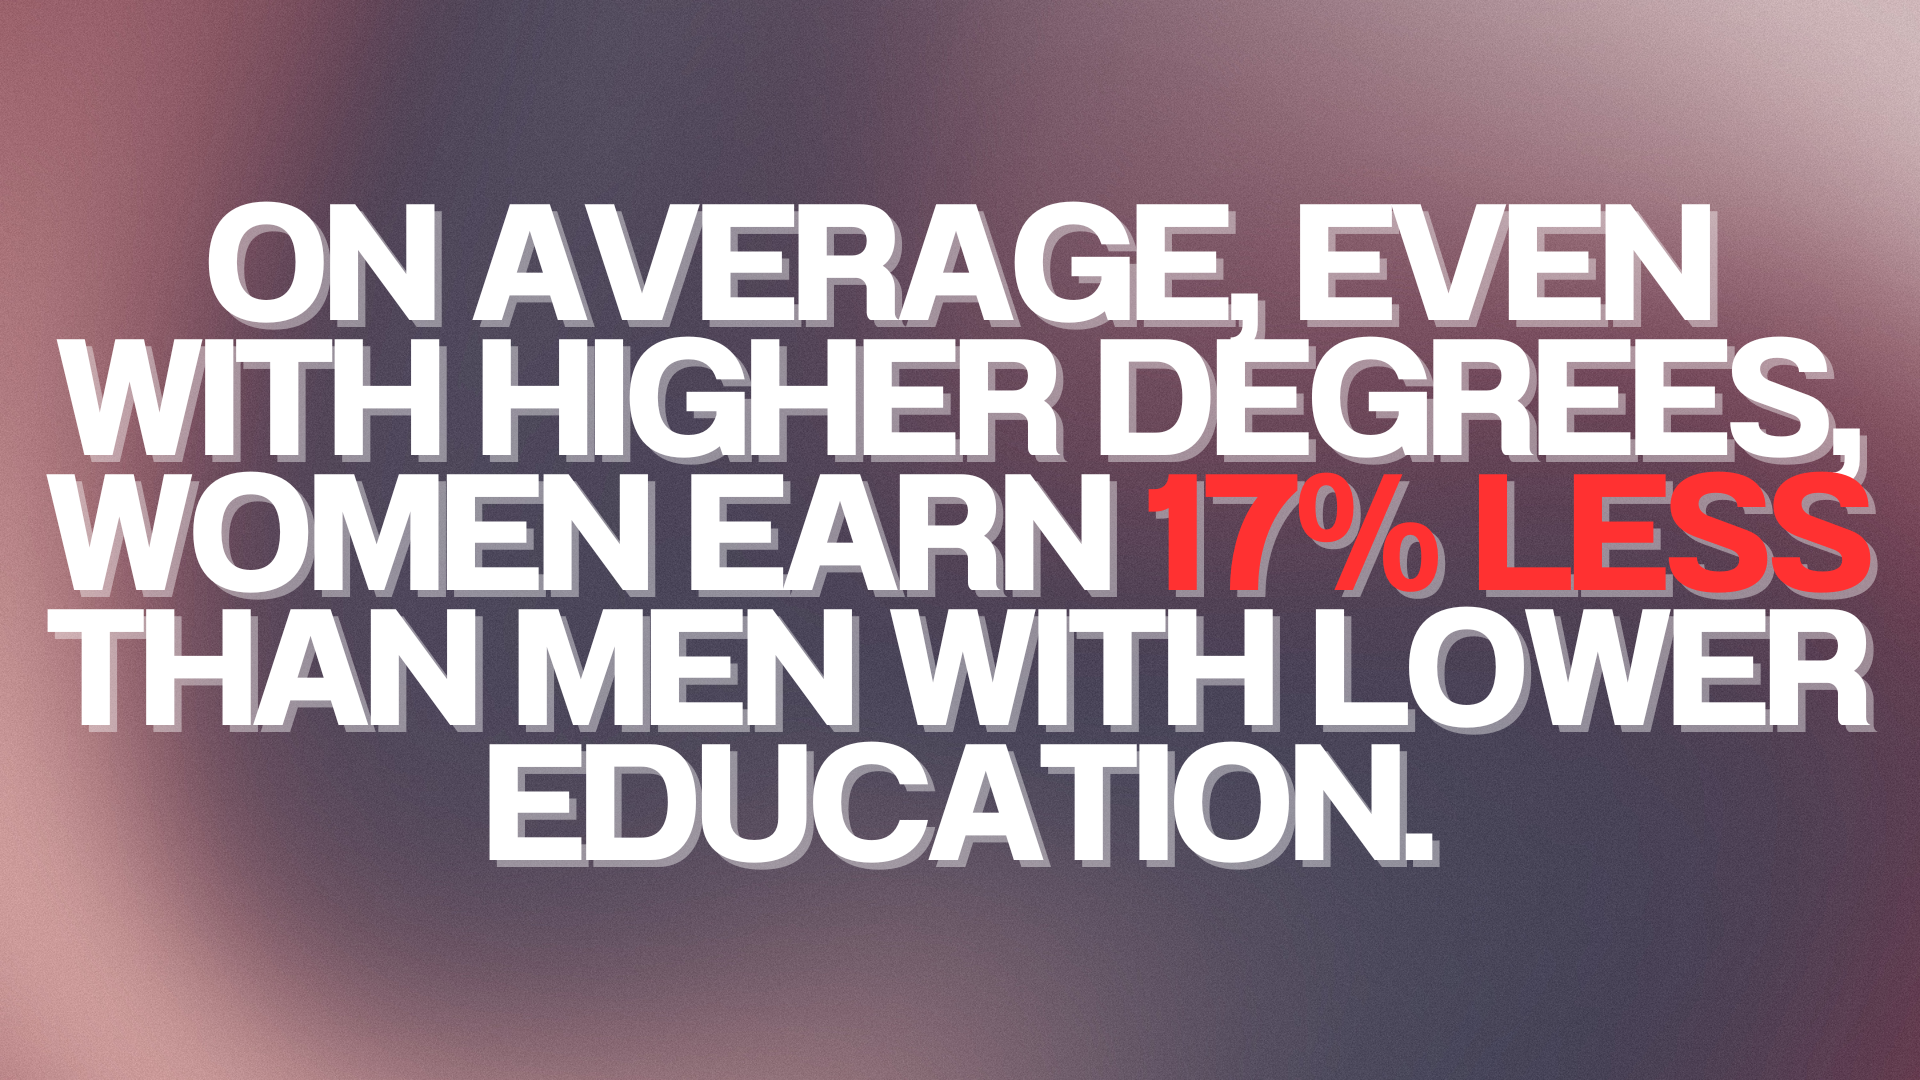 ON AVERAGE, EVEN
WITH HIGHER DEGREES,
WOMEN EARN 17% LESS
THAN MEN WITH LOWER
EDUCATION.